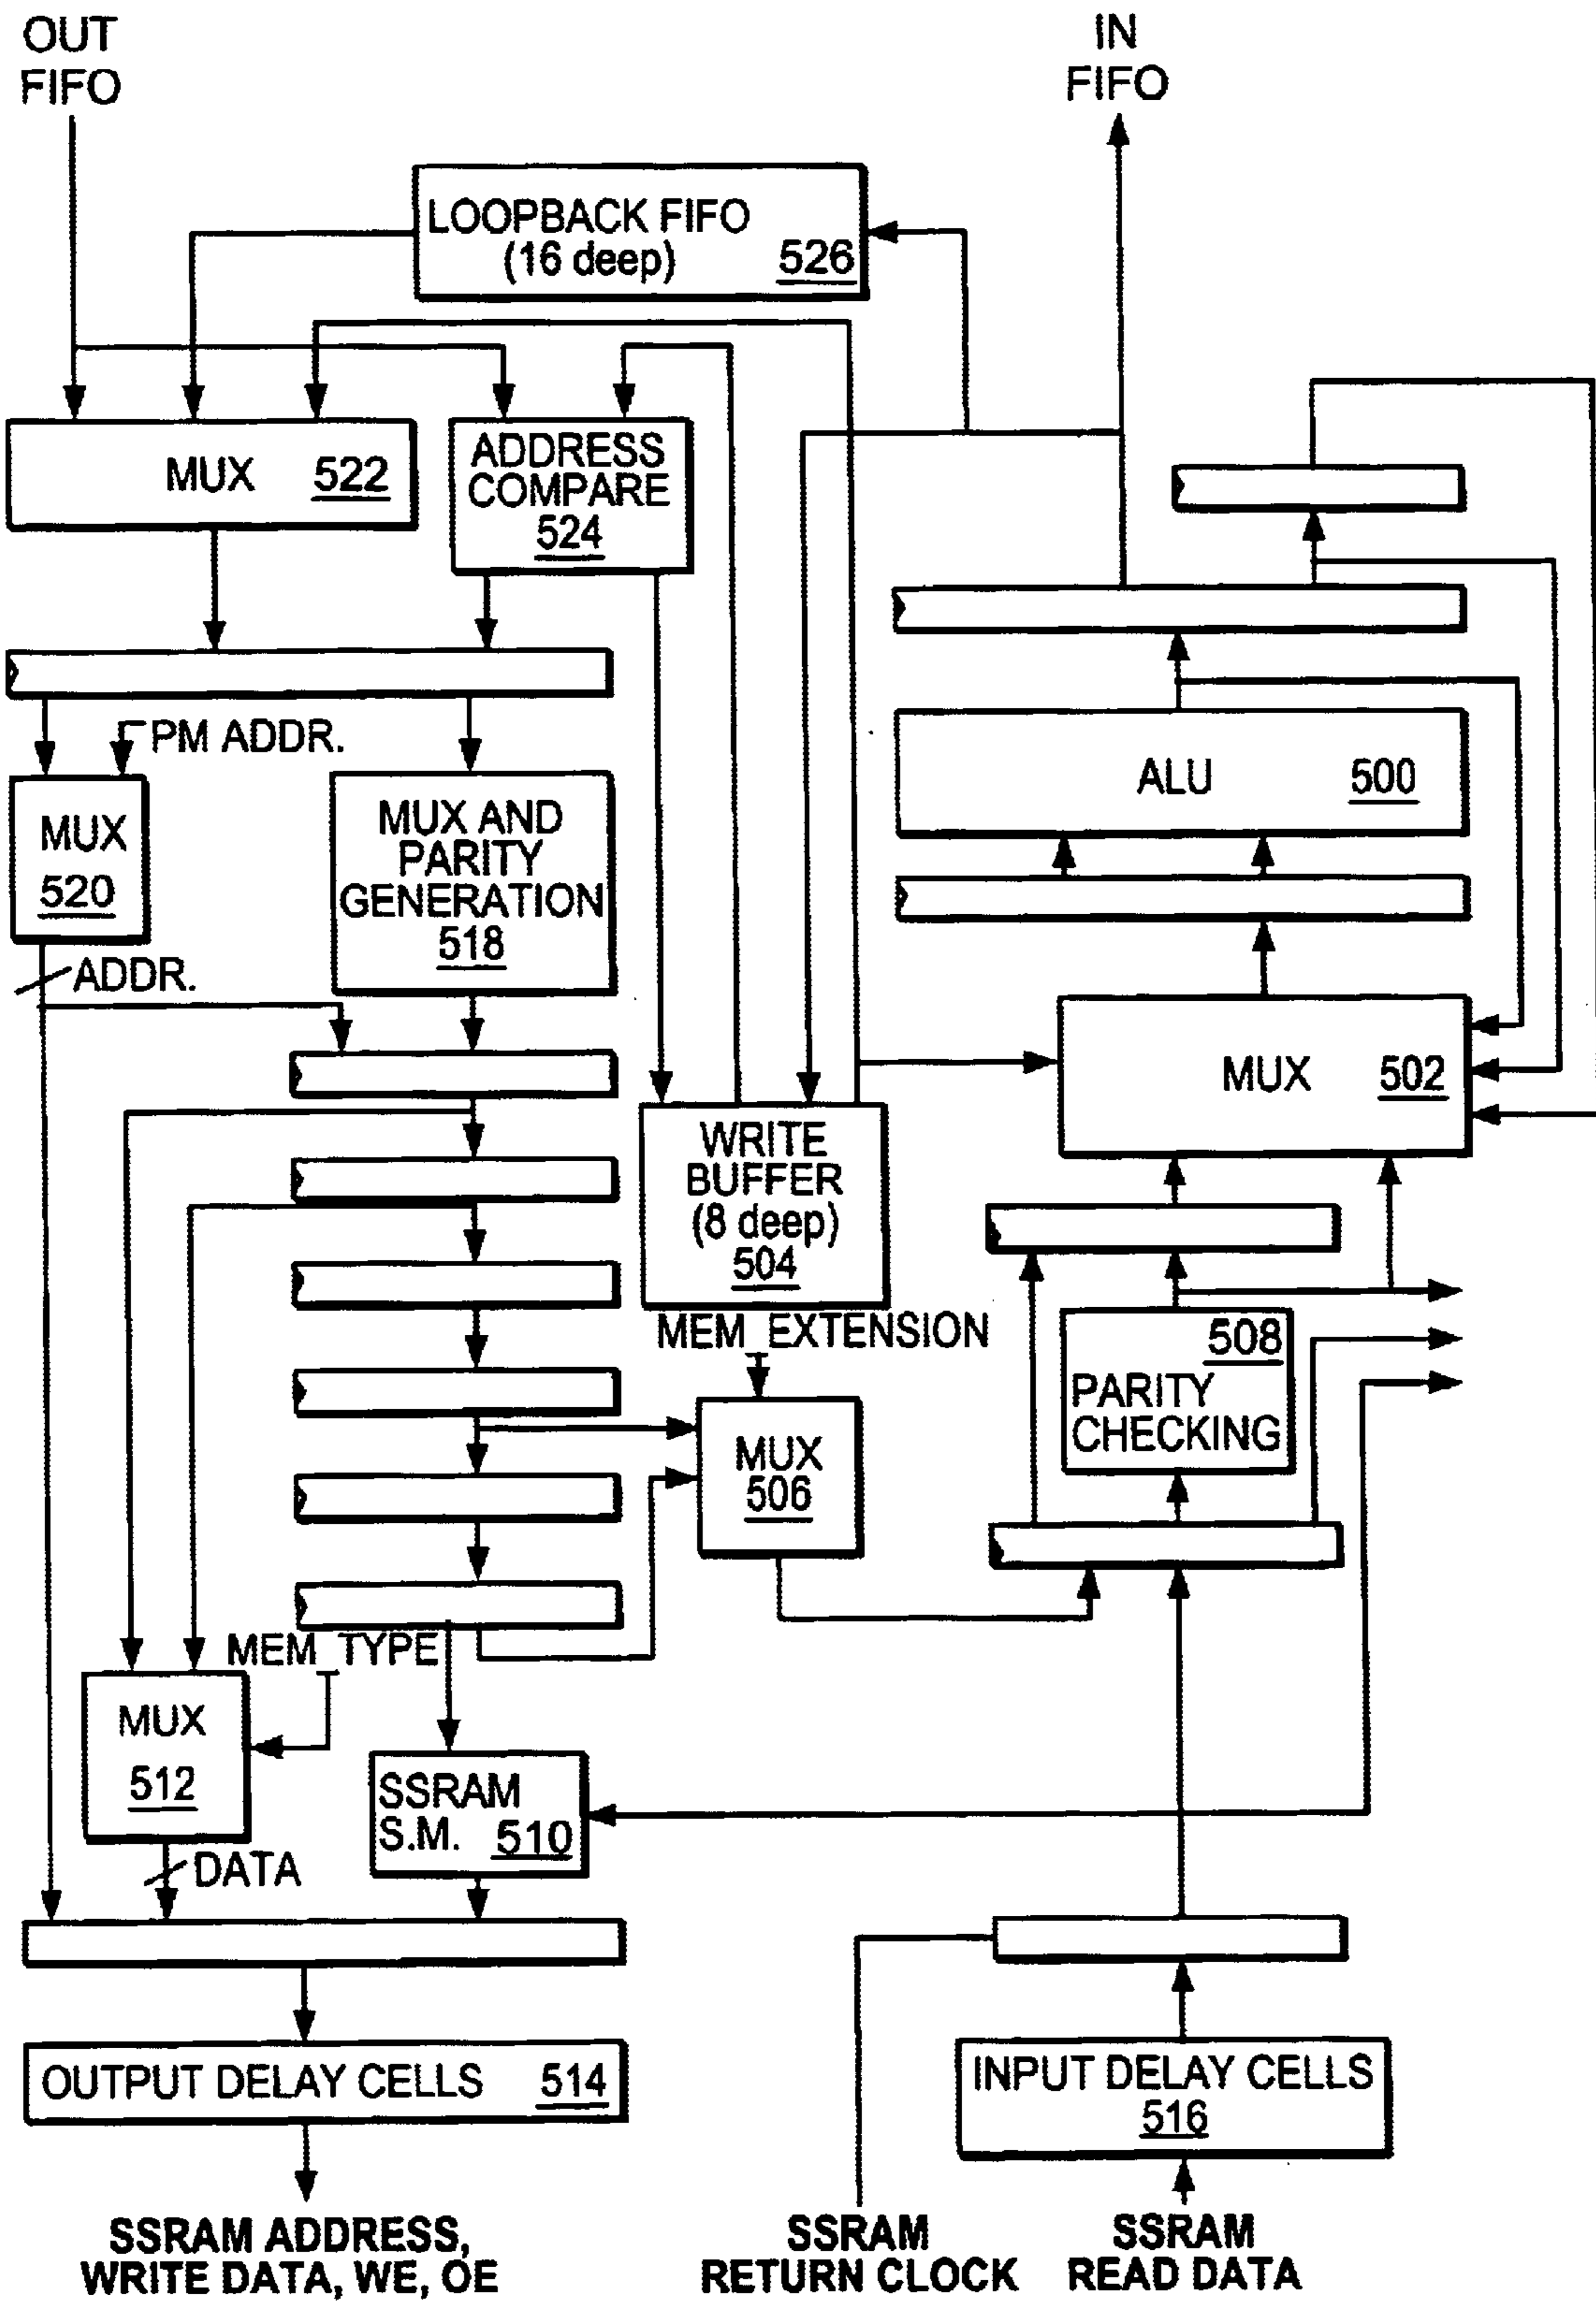 OUT
FIFO
IN
FIFO
LOOPBACK FIFO
(16 deep)
526
MUX 522
ADDRESS
COMPARE
524
PM ADDR.
MUX
520
MUX AND
PARITY
GENERATION
518
ADDR.
ALU 500
MUX 502
WRITE
BUFFER
(8 deep)
504
MEM_EXTENSION
MUX
506
508
PARITY
CHECKING
MEM_TYPE
MUX
512
SSRAM
S.M. 510
DATA
OUTPUT DELAY CELLS 514
INPUT DELAY CELLS
516
SSRAM ADDRESS,
WRITE DATA, WE, OE
SSRAM
RETURN CLOCK
SSRAM
READ DATA